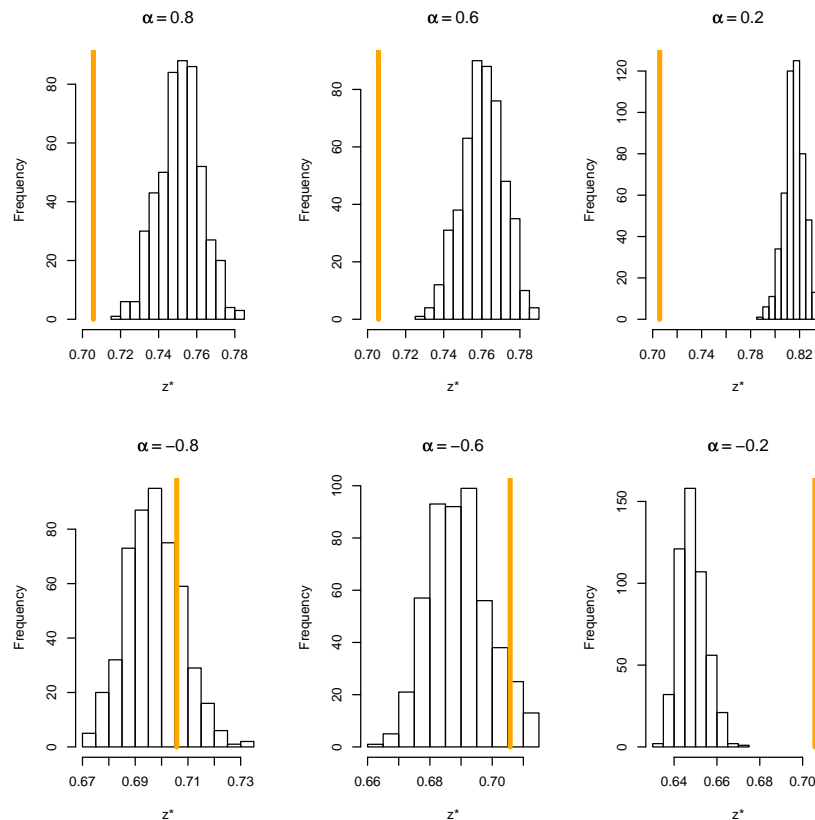 α = 0.8
Frequency
0 20 40 60 80
0.70 0.72 0.74 0.76 0.78
z*
α = 0.6
Frequency
0 20 40 60 80
0.70 0.72 0.74 0.76 0.78
z*
α = 0.2
Frequency
0 20 40 60 80 100 120
0.70 0.74 0.78 0.82
z*
α = −0.8
Frequency
0 20 40 60 80
0.67 0.69 0.71 0.73
z*
α = −0.6
Frequency
0 20 40 60 80 100
0.66 0.68 0.70
z*
α = −0.2
Frequency
0 50 100 150
0.64 0.66 0.68 0.70
z*